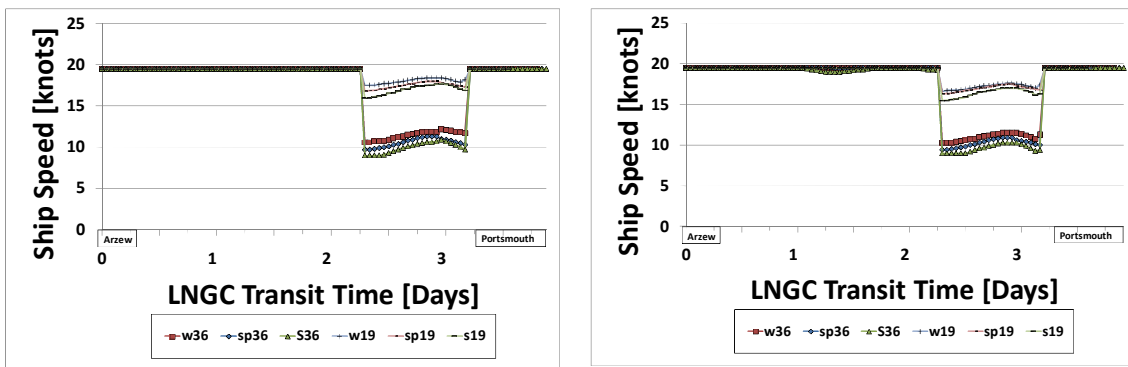 Ship Speed [knots]
25
20
15
10
5
0
Arzew
Portsmouth
0 1 2 3
LNGC Transit Time [Days]
w36 sp36 S36 w19 sp19 s19
Ship Speed [knots]
25
20
15
10
5
0
Arzew
Portsmouth
0 1 2 3
LNGC Transit Time [Days]
w36 sp36 S36 w19 sp19 s19